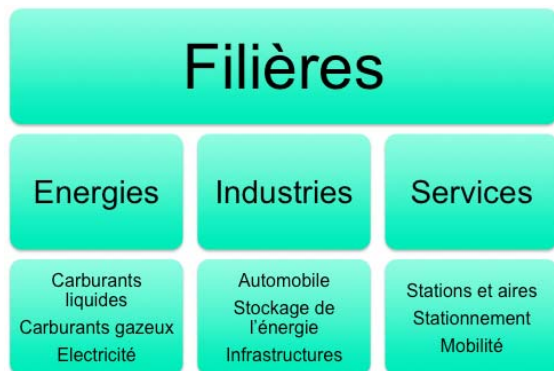 Filières
Energies
Industries
Services
Carburants
liquides
Carburants gazeux
Electricité
Automobile
Stockage de
l'énergie
Infrastructures
Stations et aires
Stationnement
Mobilité